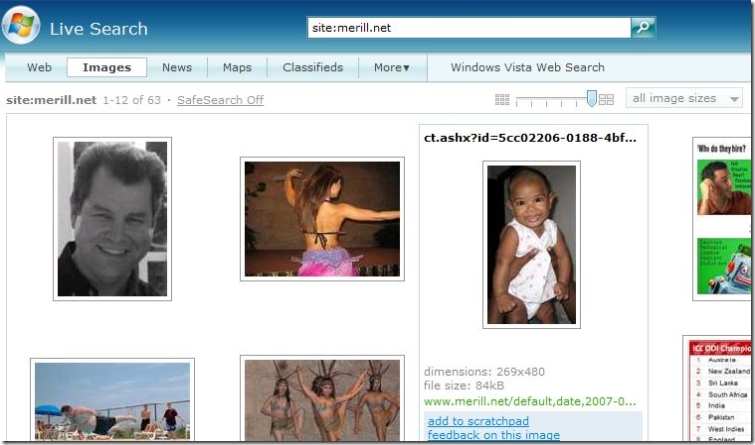 Live Search
site:merill.net
Web Images News Maps Classifieds More▾ Windows Vista Web Search
site:merill.net 1-12 of 63 · SafeSearch Off
all image sizes
ct.ashx?id=5cc02206-0188-4bf...
'Who do they hire?
dimensions: 269x480
file size: 84kB
www.merill.net/default,date,2007-0...
add to scratchpad
feedback on this image
ICC ODI Champio
1 Australia
2 New Zealand
3 Sri Lanka
4 South Africa
5 India
6 Pakistan
7 West Indies
8 England